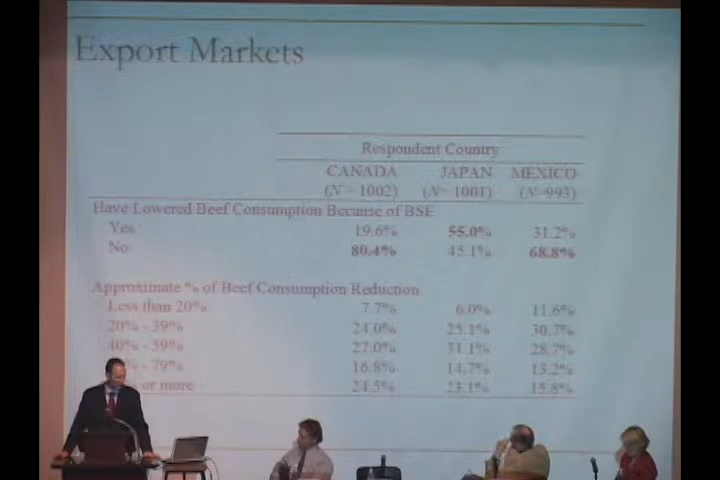 Export Markets
Respondent Country
CANADA JAPAN MEXICO
(N = 1002) (N= 1001) (N=993)
Have Lowered Beef Consumption Because of BSE
Yes 19.6% 55.0% 31.2%
No 80.4% 45.1% 68.8%
Approximate % of Beef Consumption Reduction
Less than 20% 7.7% 6.0% 11.6%
20% - 39% 24.0% 25.1% 30.7%
40% - 59% 27.0% 31.1% 28.7%
% - 79% 16.8% 14.7% 13.2%
or more 24.5% 23.1% 15.8%